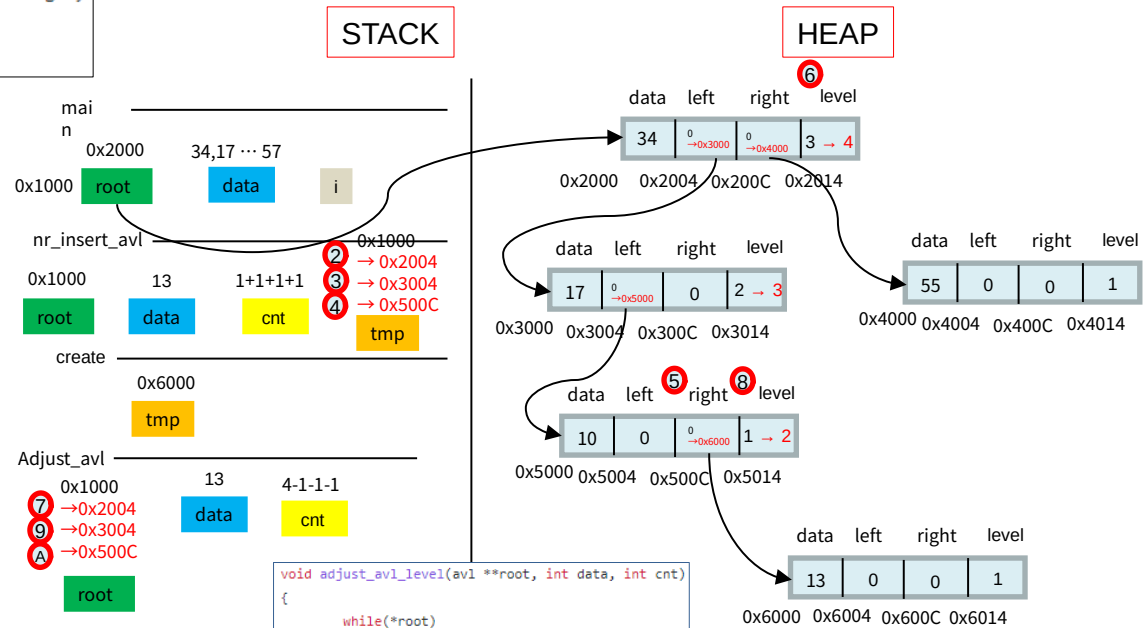 STACK
HEAP
6
data left right level
34 0 →0x3000 0 →0x4000 3 → 4
0x2000 0x2004 0x200C 0x2014
mai
n
0x2000
34,17 … 57
0x1000 root data i
nr_insert_avl
0x1000 13 1+1+1+1
root data cnt
0x1000
2 → 0x2004
3 → 0x3004
4 → 0x500C
tmp
data left right level
17 0 →0x5000 0 2 → 3
0x3000 0x3004 0x300C 0x3014
data left right level
55 0 0 1
0x4000 0x4004 0x400C 0x4014
create
0x6000
tmp
5 8
data left right level
10 0 0 →0x6000 1 → 2
0x5000 0x5004 0x500C 0x5014
Adjust_avl
0x1000 13 4-1-1-1
7 →0x2004
9 →0x3004
A →0x500C
data cnt
root
data left right level
13 0 0 1
0x6000 0x6004 0x600C 0x6014
void adjust_avl_level(avl **root, int data, int cnt)
{
while(*root)